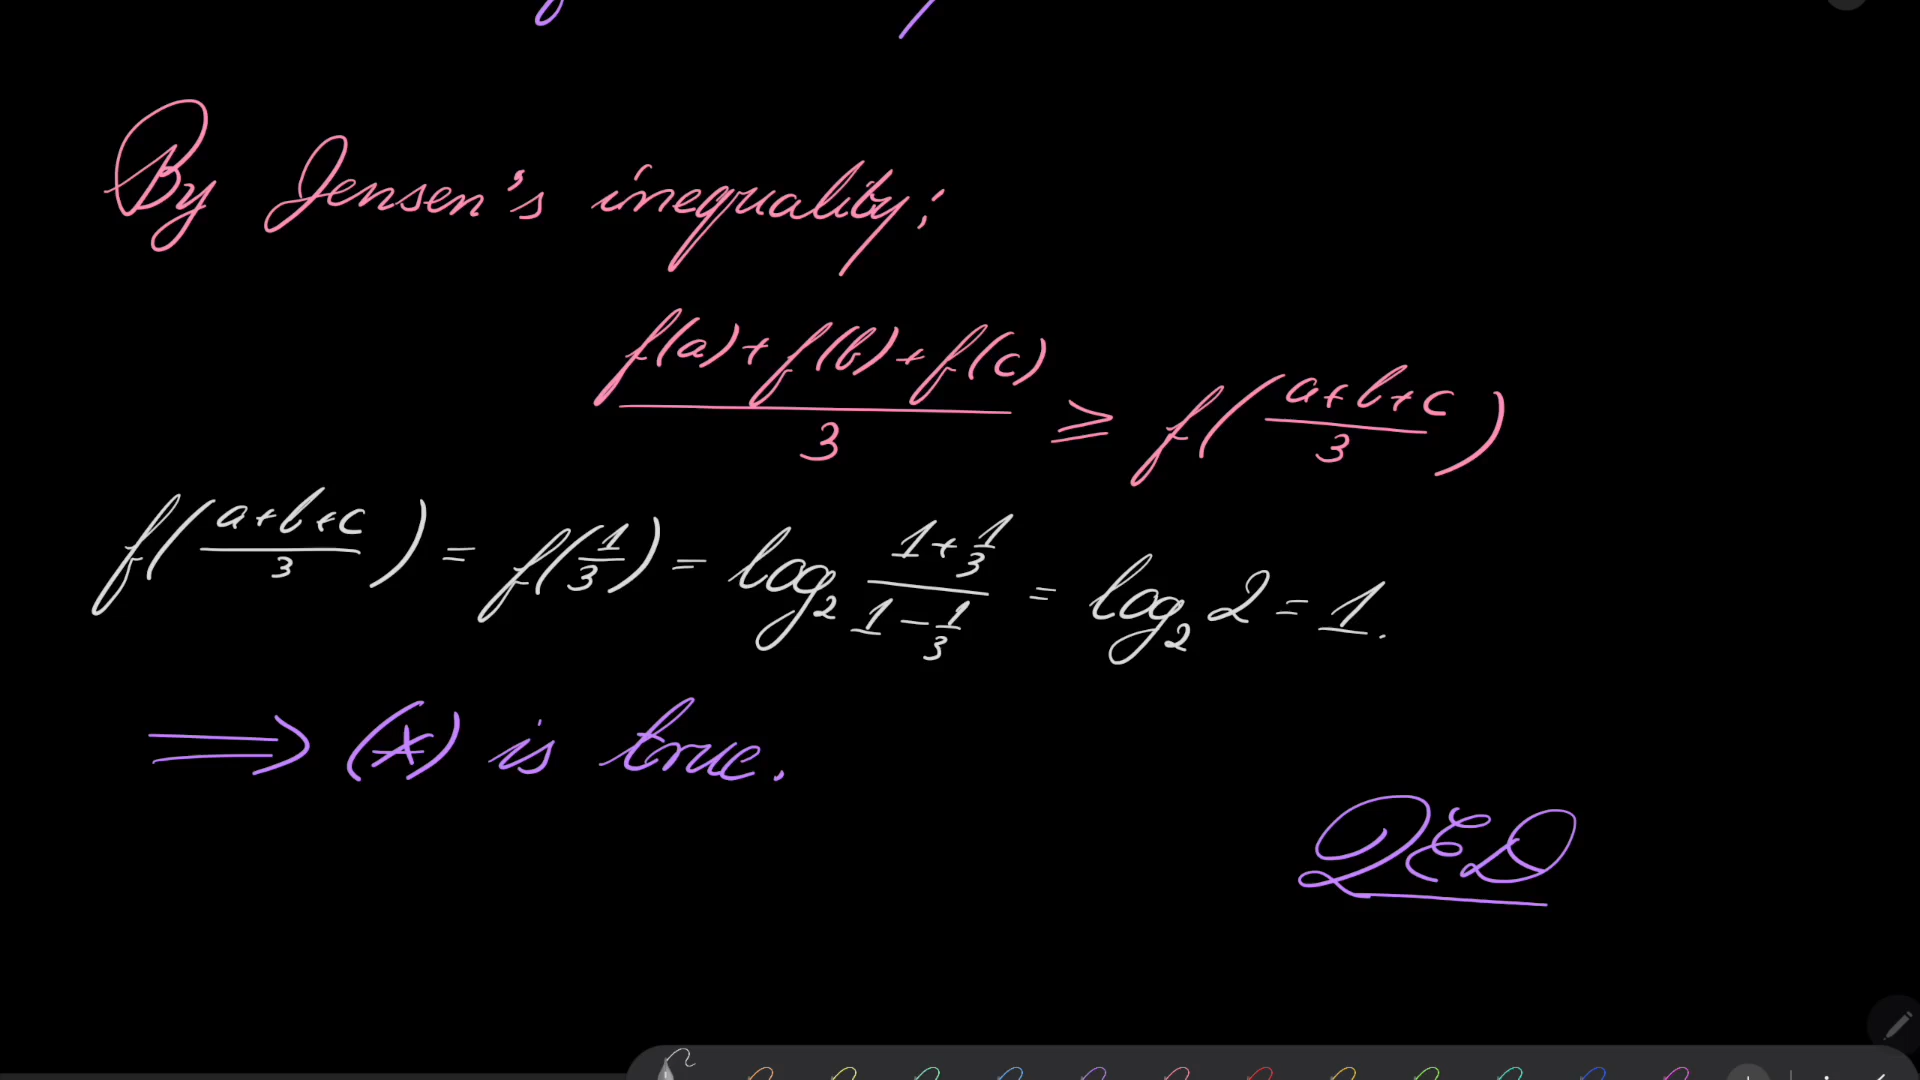 By Jensen's inequality:
(f(a)+f(b)+f(c))/3 ≥ f((a+b+c)/3)
f((a+b+c)/3) = f(1/3) = log₂ (1+1/3)/(1-1/3) = log₂ 2 = 1.
⟹ (*) is true.
QED